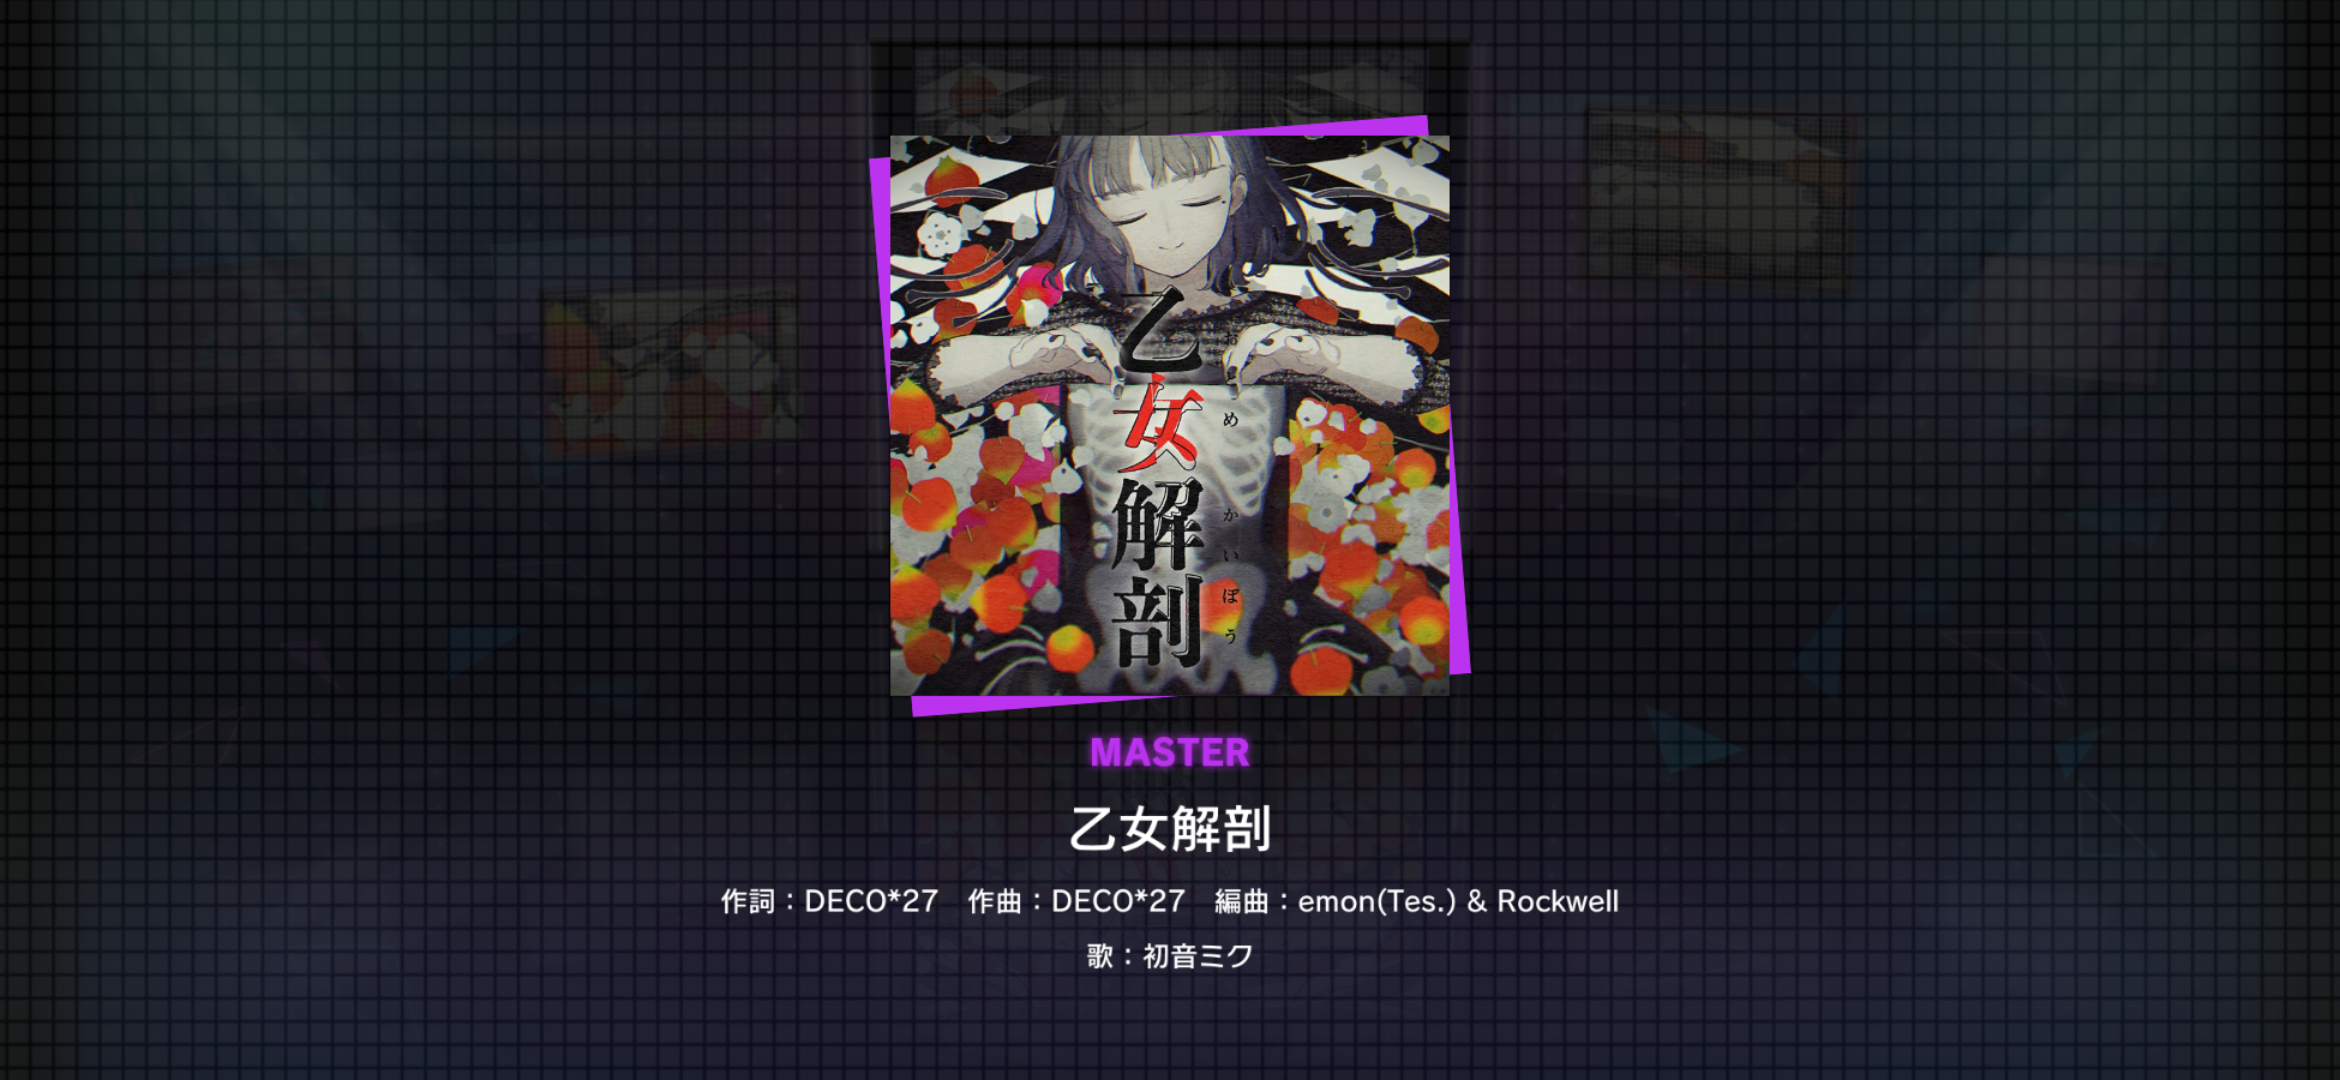 乙女解剖
おとめかいぼう
MASTER
乙女解剖
作詞：DECO*27　作曲：DECO*27　編曲：emon(Tes.) & Rockwell
歌：初音ミク